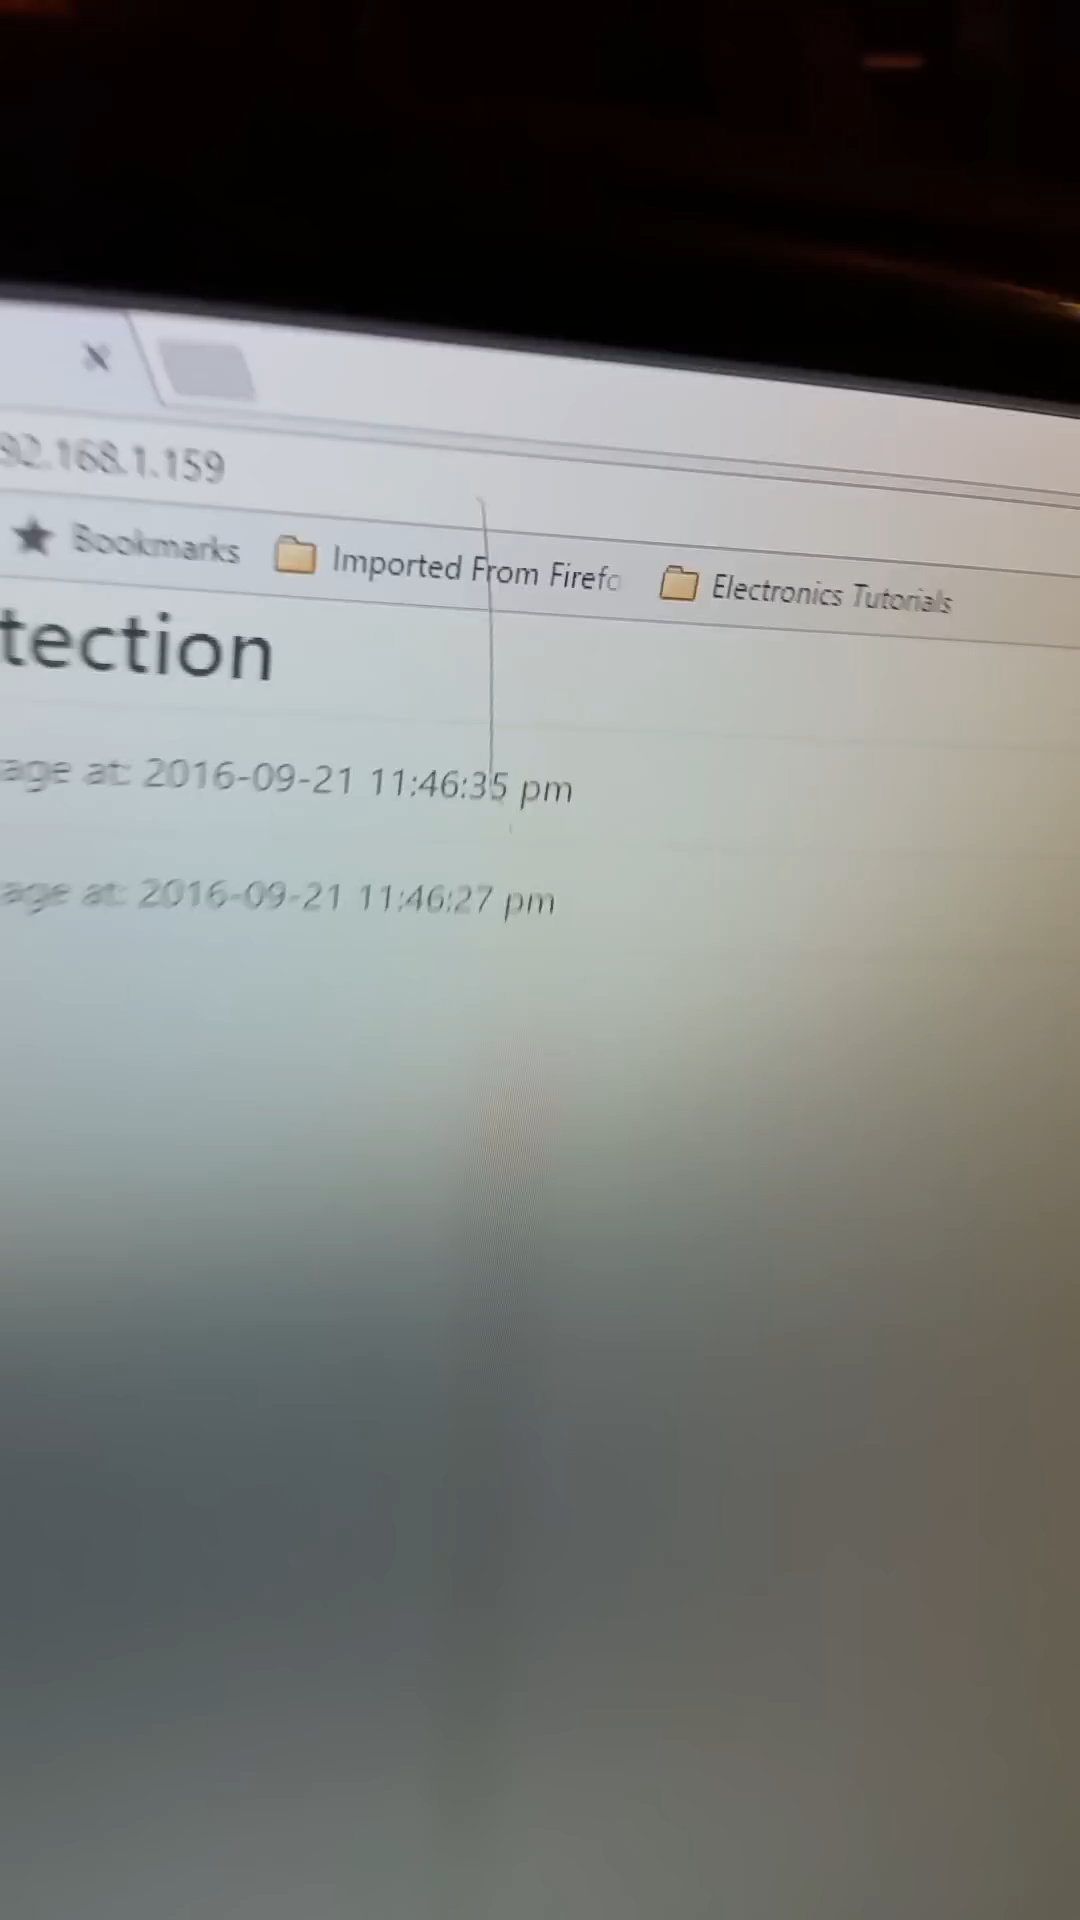 92.168.1.159
Bookmarks Imported From Firefo Electronics Tutorials
tection
age at: 2016-09-21 11:46:35 pm
age at: 2016-09-21 11:46:27 pm